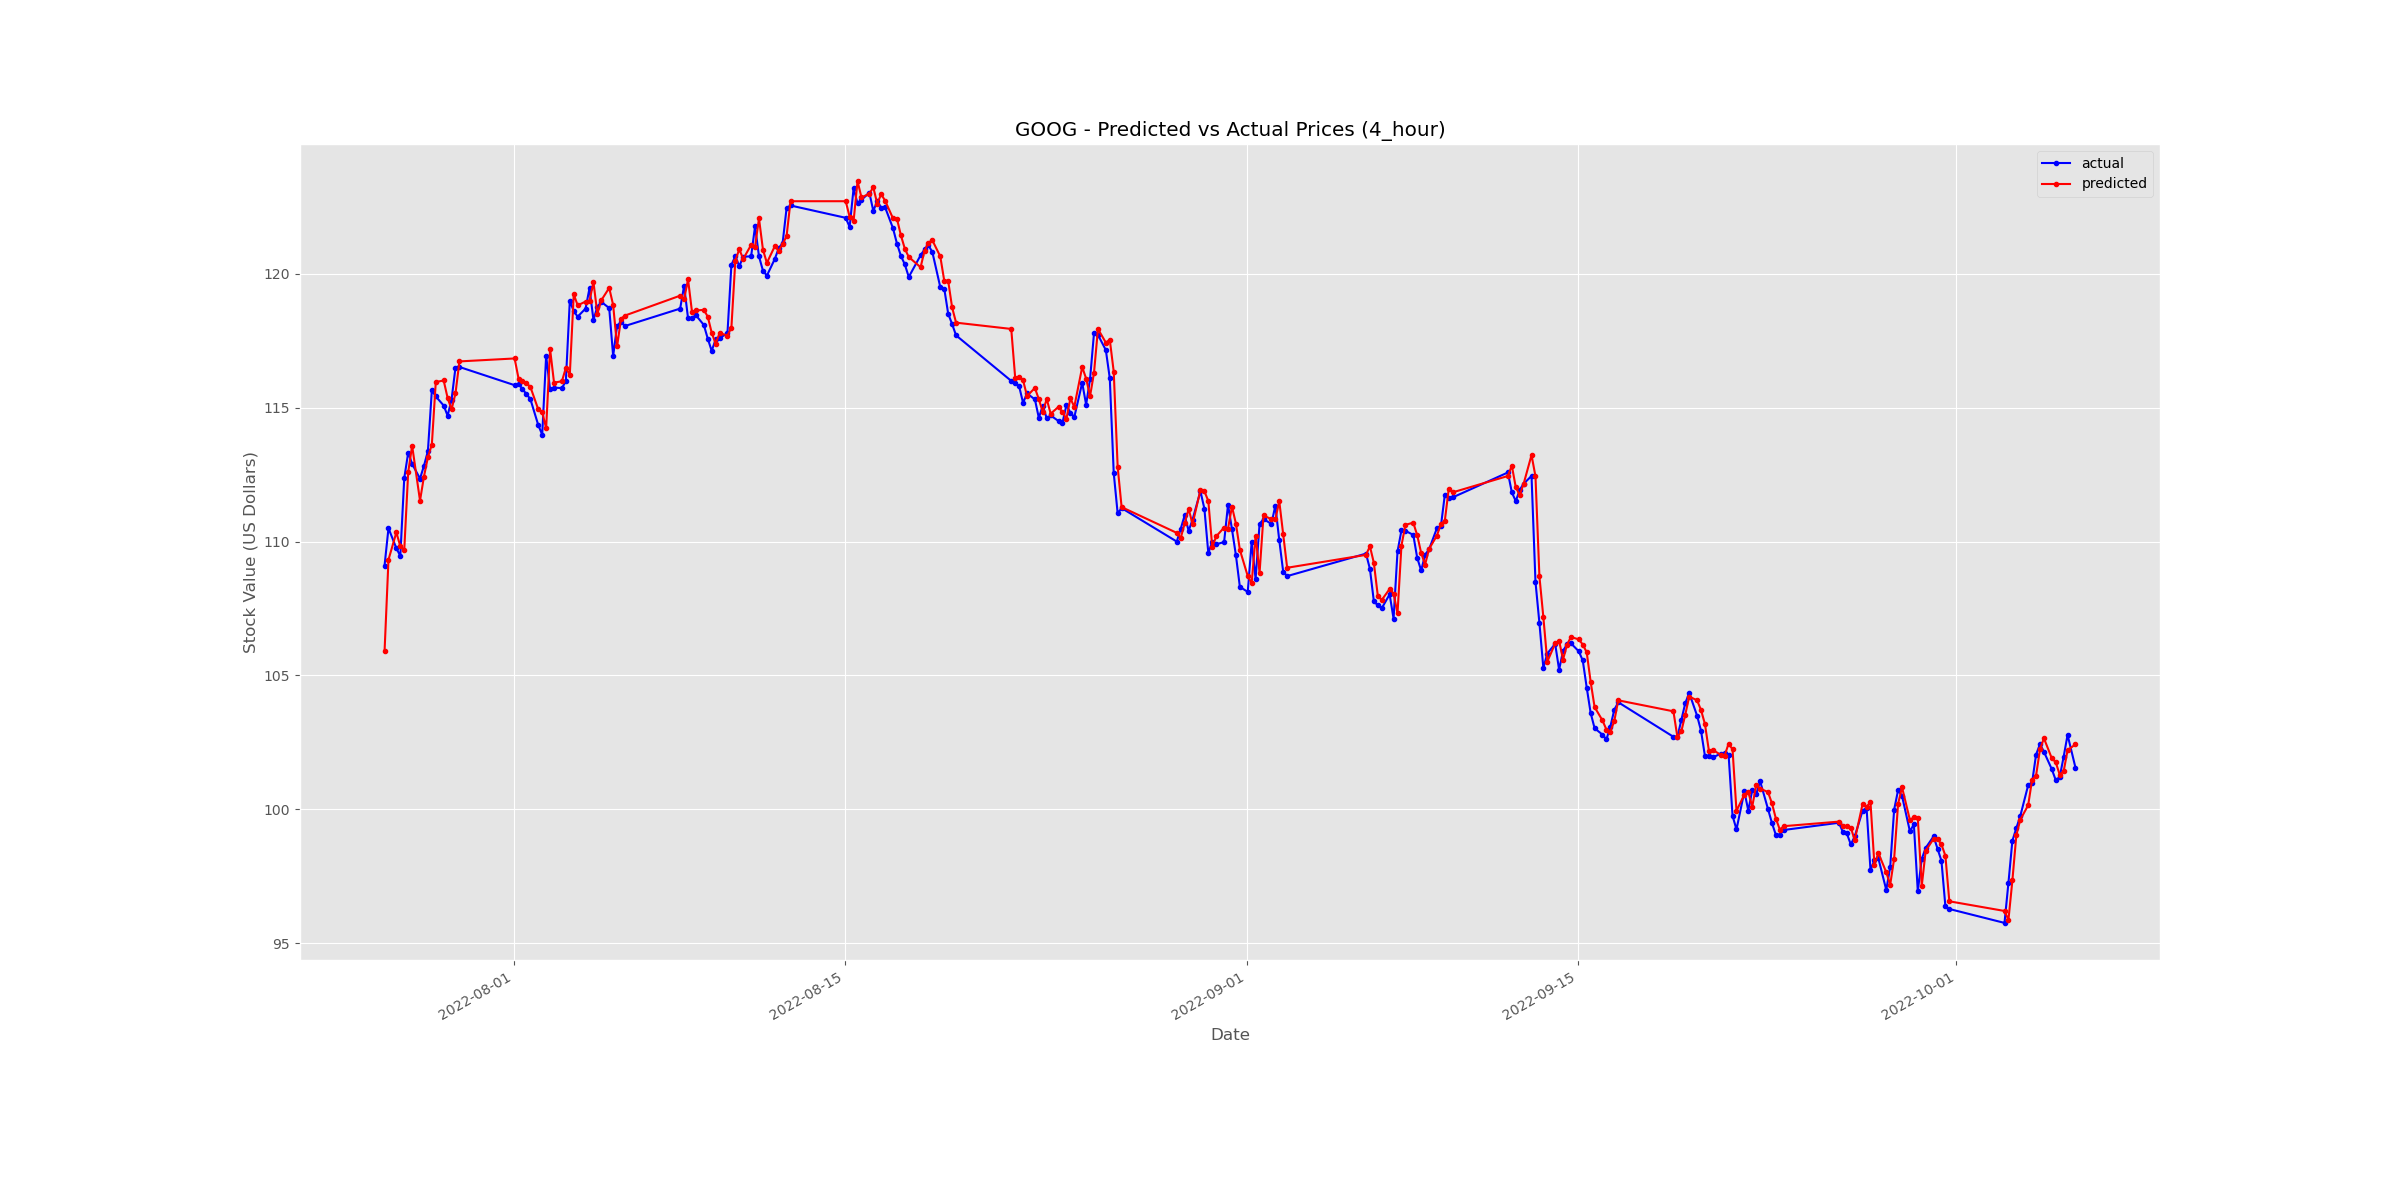 GOOG - Predicted vs Actual Prices (4_hour)
actual
predicted
Stock Value (US Dollars)
120
115
110
105
100
95
2022-08-01
2022-08-15
2022-09-01
2022-09-15
2022-10-01
Date